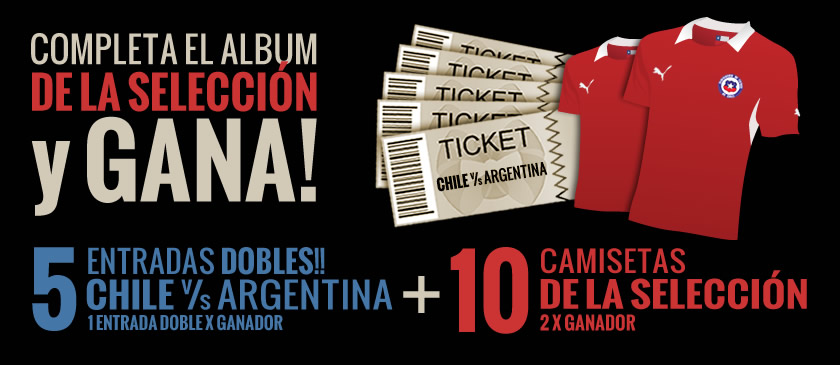 COMPLETA EL ALBUM
DE LA SELECCIÓN
y GANA!
TICKET
TICKET
TICKET
TICKET
TICKET
CHILE V/s ARGENTINA
5 ENTRADAS DOBLES!!
CHILE V/s ARGENTINA
1 ENTRADA DOBLE X GANADOR
+
10 CAMISETAS
DE LA SELECCIÓN
2 X GANADOR